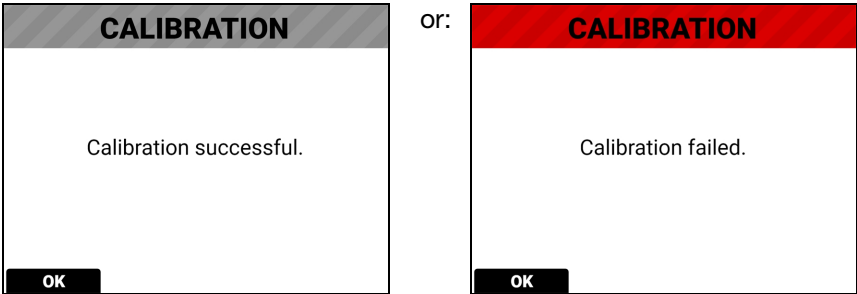 CALIBRATION
Calibration successful.
OK
or:
CALIBRATION
Calibration failed.
OK